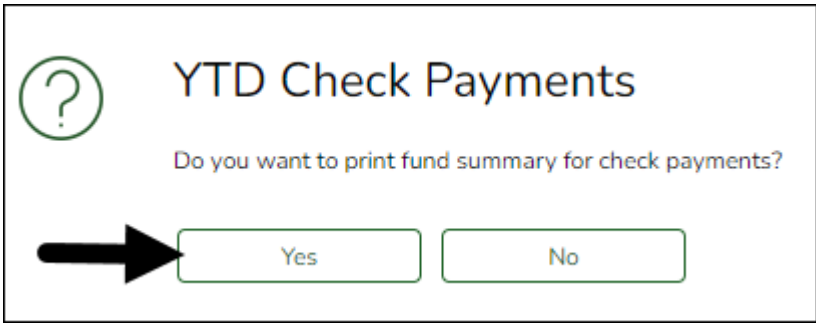 YTD Check Payments
Do you want to print fund summary for check payments?
Yes
No